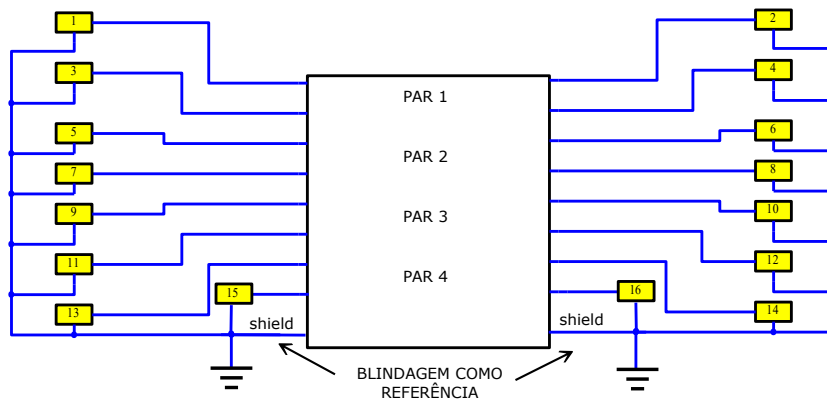 1
2
3
4
PAR 1
5
6
PAR 2
7
8
9
10
PAR 3
11
12
PAR 4
15
16
13
14
shield
shield
BLINDAGEM COMO
REFERÊNCIA